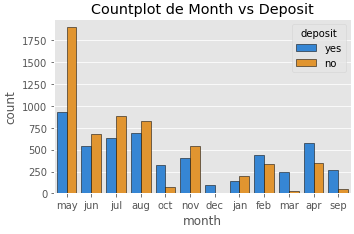 Countplot de Month vs Deposit
deposit
yes
no
1750
1500
1250
1000
750
500
250
0
count
may jun jul aug oct nov dec jan feb mar apr sep
month